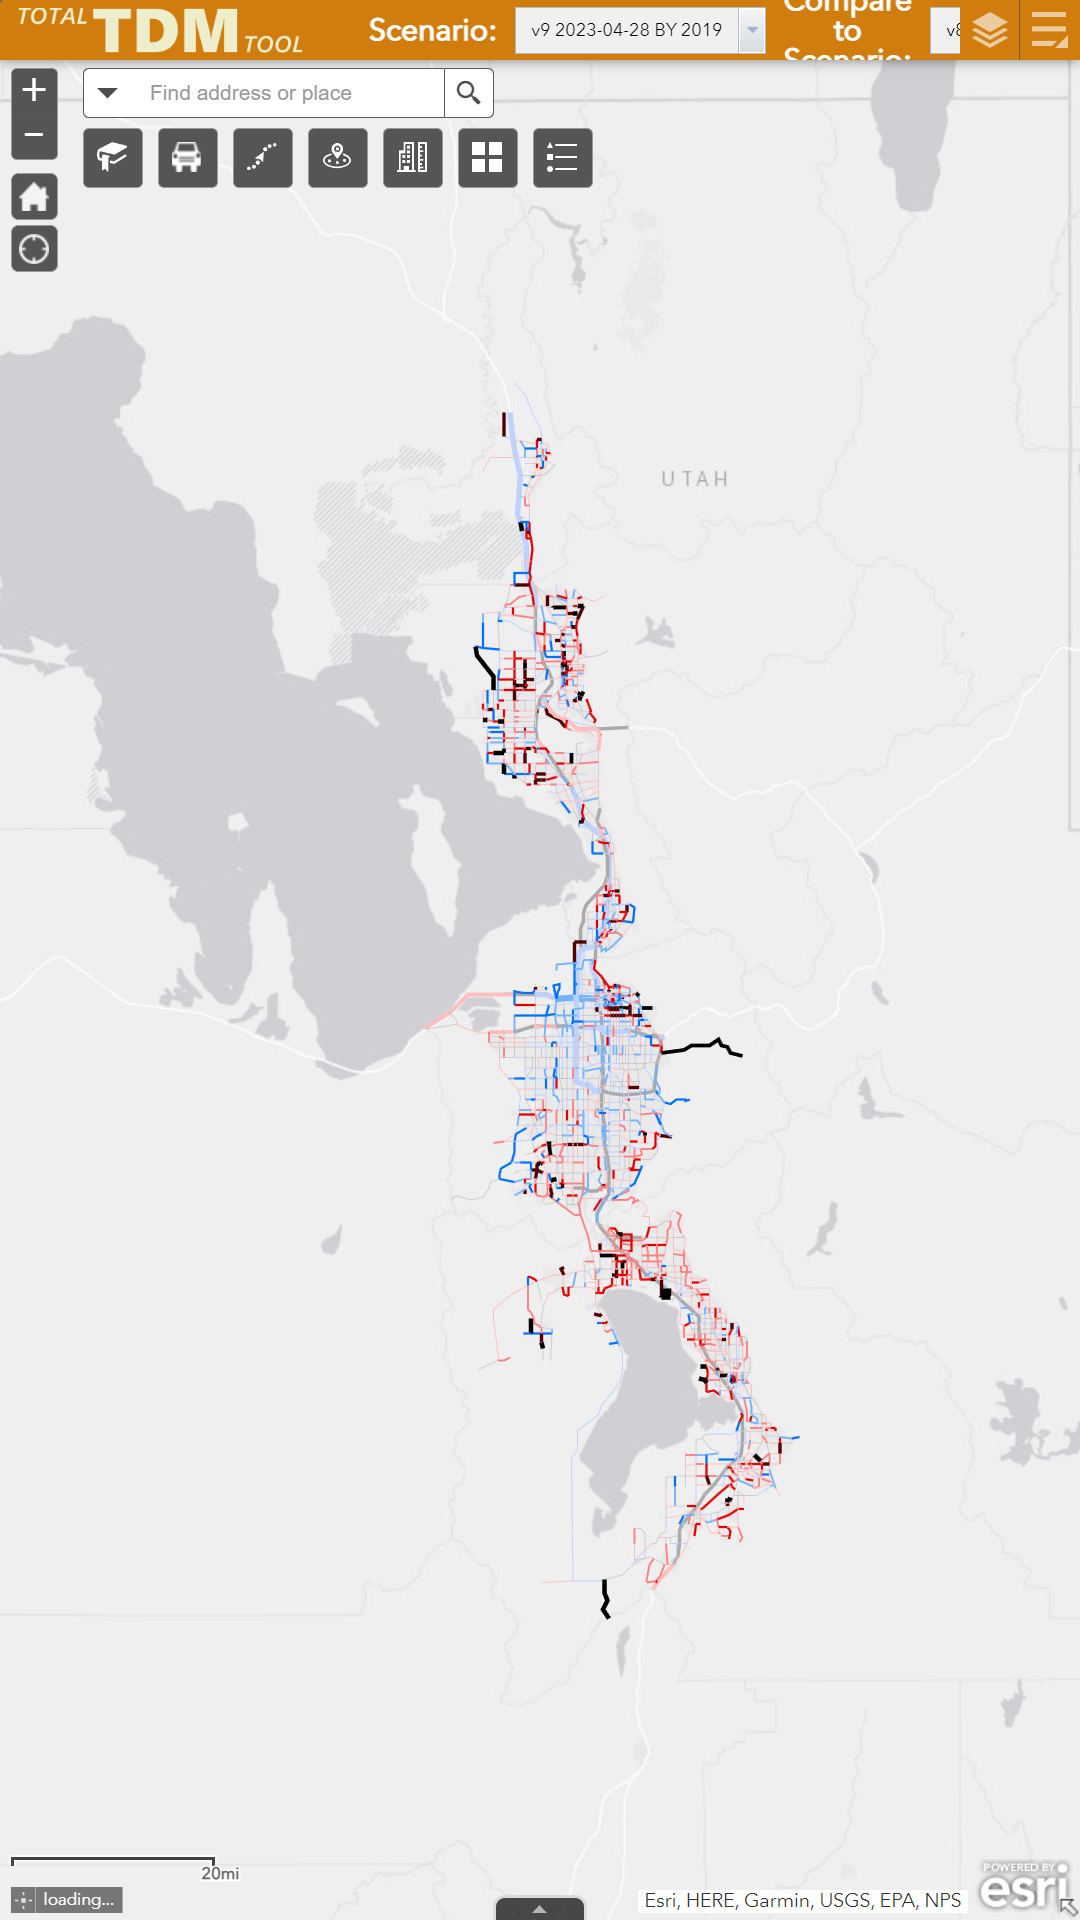 TOTAL TDM TOOL
Scenario:
v9 2023-04-28 BY 2019
Compare
to
Scenario:
v8
Find address or place
UTAH
20mi
loading...
Esri, HERE, Garmin, USGS, EPA, NPS
POWERED BY
esri